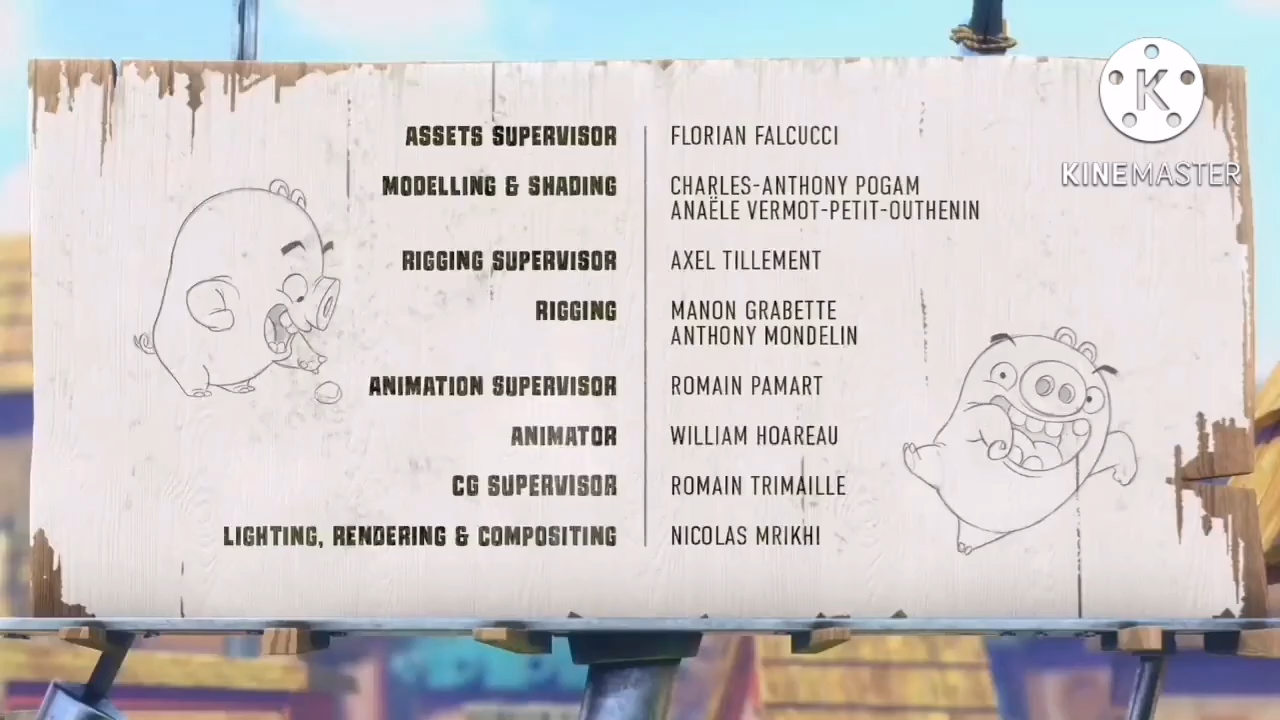 ASSETS SUPERVISOR FLORIAN FALCUCCI
MODELLING & SHADING CHARLES-ANTHONY POGAM
ANAËLE VERMOT-PETIT-OUTHENIN
RIGGING SUPERVISOR AXEL TILLEMENT
RIGGING MANON GRABETTE
ANTHONY MONDELIN
ANIMATION SUPERVISOR ROMAIN PAMART
ANIMATOR WILLIAM HOAREAU
CG SUPERVISOR ROMAIN TRIMAILLE
LIGHTING, RENDERING & COMPOSITING NICOLAS MRIKHI
K
KINEMASTER